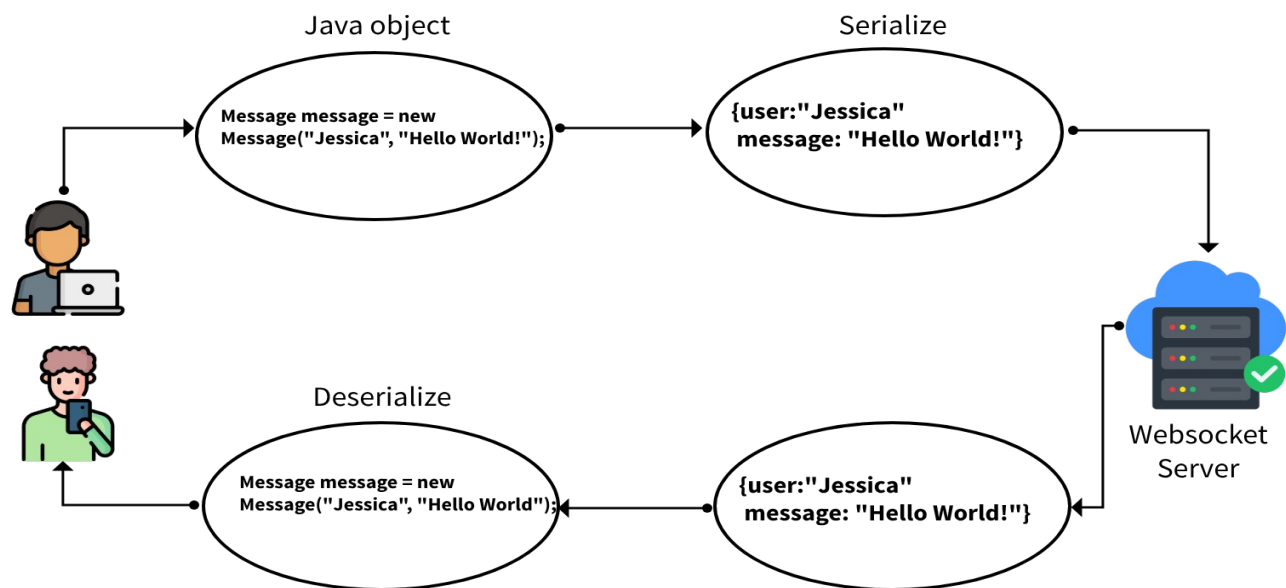 Java object
Message message = new
Message("Jessica", "Hello World!");
Serialize
{user:"Jessica"
message: "Hello World!"}
Websocket
Server
{user:"Jessica"
message: "Hello World!"}
Deserialize
Message message = new
Message("Jessica", "Hello World");